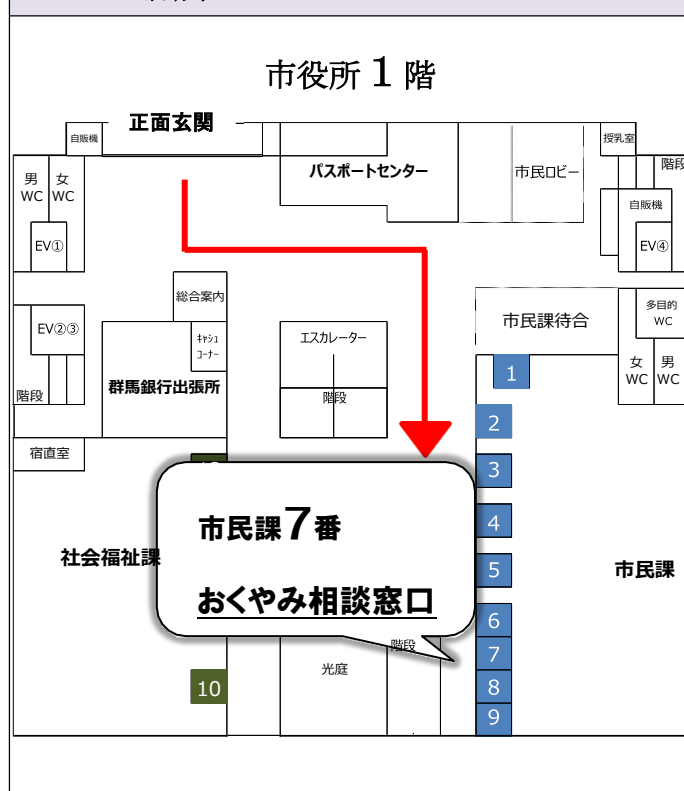 市役所1階
正面玄関
自販機
授乳室
階段
男
WC
女
WC
パスポートセンター
市民ロビー
自販機
EV①
EV④
総合案内
EV②③
キャシュ
コーナー
エスカレーター
市民課待合
多目的
WC
階段
群馬銀行出張所
階段
1
女
WC
男
WC
2
宿直室
3
市民課7番
4
社会福祉課
おくやみ相談窓口
5
市民課
6
階段
7
光庭
10
8
9